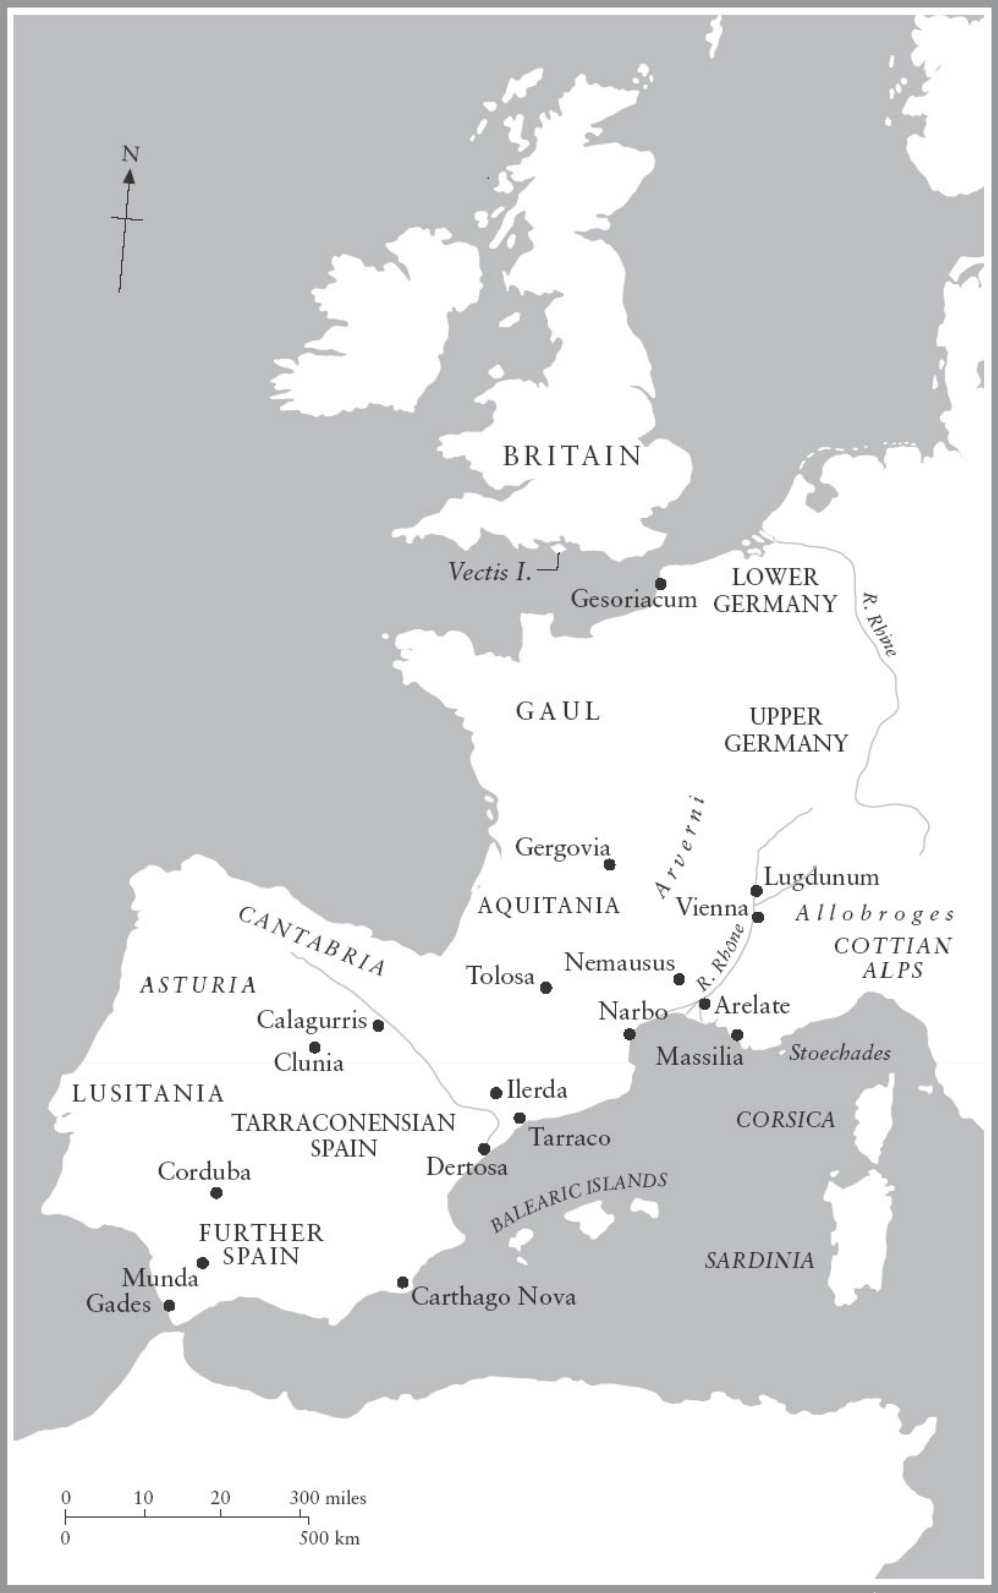 N
BRITAIN
Vectis I.
Gesoriacum
LOWER
GERMANY
R. Rhine
GAUL
UPPER
GERMANY
Arverni
Gergovia
Lugdunum
AQUITANIA
Vienna
Allobroges
CANTABRIA
COTTIAN
ALPS
R. Rhône
Nemausus
Tolosa
ASTURIA
Narbo
Arelate
Calagurris
Clunia
Massilia
Stoechades
LUSITANIA
Ilerda
TARRACONENSIAN
SPAIN
CORSICA
Tarraco
Dertosa
Corduba
BALEARIC ISLANDS
FURTHER
SPAIN
SARDINIA
Munda
Gades
Carthago Nova
0 10 20 300 miles
0 500 km